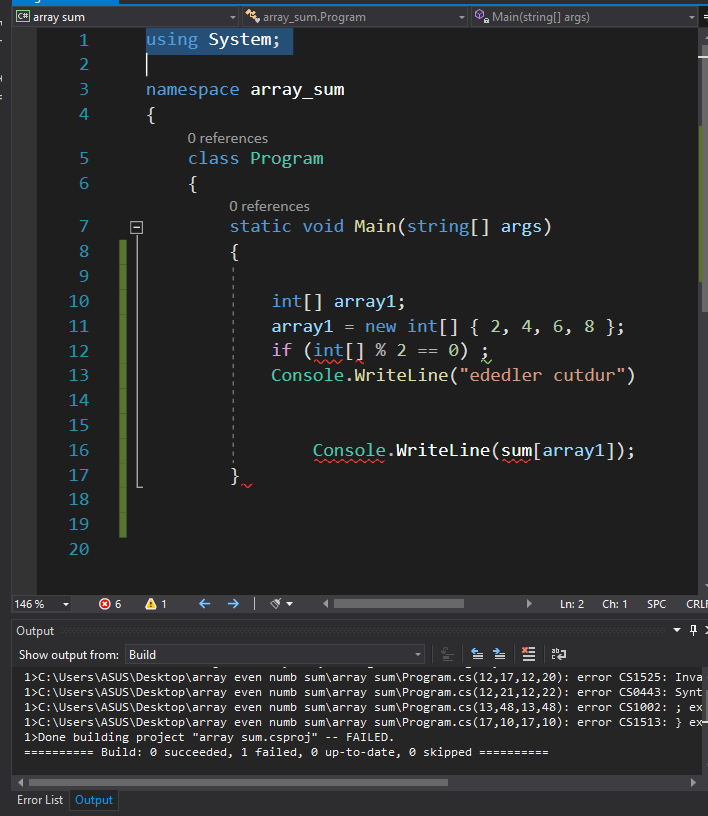 C# array sum array_sum.Program Main(string[] args)
1 using System;
2
3 namespace array_sum
4 {
0 references
5 class Program
6 {
0 references
7 static void Main(string[] args)
8 {
9
10 int[] array1;
11 array1 = new int[] { 2, 4, 6, 8 };
12 if (int[] % 2 == 0) ;
13 Console.WriteLine("ededler cutdur")
14
15
16 Console.WriteLine(sum[array1]);
17 }
18
19
20
146 % 6 1 Ln: 2 Ch: 1 SPC CRLF
Output
Show output from: Build
1>C:\Users\ASUS\Desktop\array even numb sum\array sum\Program.cs(12,17,12,20): error CS1525: Inva
1>C:\Users\ASUS\Desktop\array even numb sum\array sum\Program.cs(12,21,12,22): error CS0443: Synt
1>C:\Users\ASUS\Desktop\array even numb sum\array sum\Program.cs(13,48,13,48): error CS1002: ; ex
1>C:\Users\ASUS\Desktop\array even numb sum\array sum\Program.cs(17,10,17,10): error CS1513: } ex
1>Done building project "array sum.csproj" -- FAILED.
========== Build: 0 succeeded, 1 failed, 0 up-to-date, 0 skipped ==========
Error List Output